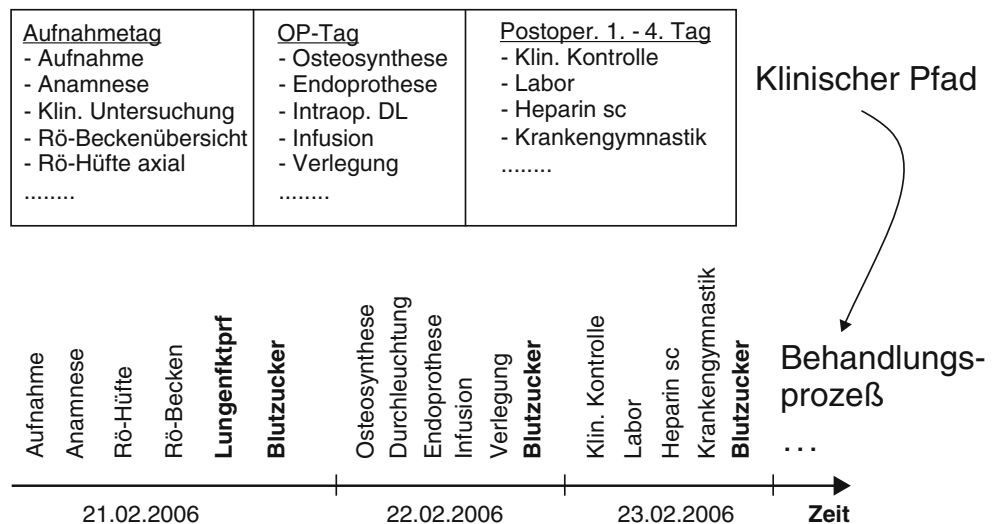 Aufnahmetag
- Aufnahme
- Anamnese
- Klin. Untersuchung
- Rö-Beckenübersicht
- Rö-Hüfte axial
........
OP-Tag
- Osteosynthese
- Endoprothese
- Intraop. DL
- Infusion
- Verlegung
........
Postoper. 1. - 4. Tag
- Klin. Kontrolle
- Labor
- Heparin sc
- Krankengymnastik
........
Klinischer Pfad
Aufnahme
Anamnese
Rö-Hüfte
Rö-Becken
Lungenfktprf
Blutzucker
Osteosynthese
Durchleuchtung
Endoprothese
Infusion
Verlegung
Blutzucker
Klin. Kontrolle
Labor
Heparin sc
Krankengymnastik
Blutzucker
Behandlungs-
prozeß
...
21.02.2006
22.02.2006
23.02.2006
Zeit